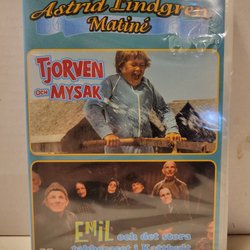 Astrid Lindgren
Matiné
TJORVEN
OCH MYSAK
EMIL och det stora